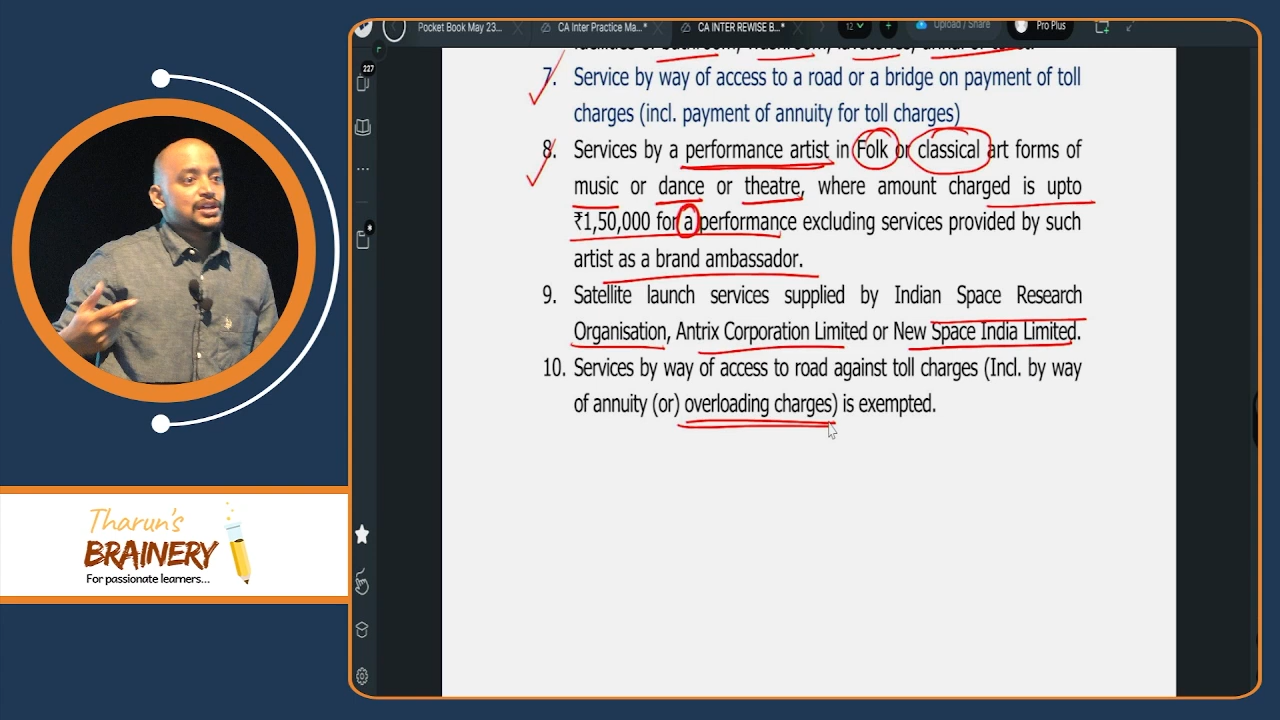 Pocket Book May 23...
CA Inter Practice Ma...*
CA INTER REWISE B...*
12
Upload / Share
Pro Plus
227
7. Service by way of access to a road or a bridge on payment of toll
charges (incl. payment of annuity for toll charges)
8. Services by a performance artist in Folk or classical art forms of
music or dance or theatre, where amount charged is upto
₹1,50,000 for a performance excluding services provided by such
artist as a brand ambassador.
9. Satellite launch services supplied by Indian Space Research
Organisation, Antrix Corporation Limited or New Space India Limited.
10. Services by way of access to road against toll charges (Incl. by way
of annuity (or) overloading charges) is exempted.
Tharun's
BRAINERY
For passionate learners...